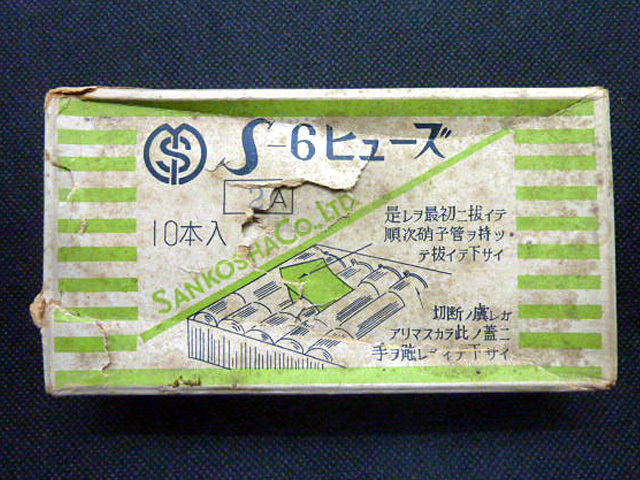 S-6ヒューズ
3A
10本入
SANKOSHA CO., LTD
是レヲ最初ニ抜イテ
順次硝子管ヲ持ツ
テ抜イテ下サイ
切断ノ虞レガ
アリマスカラ此ノ蓋ニ
手ヲ触レナイデ下サイ